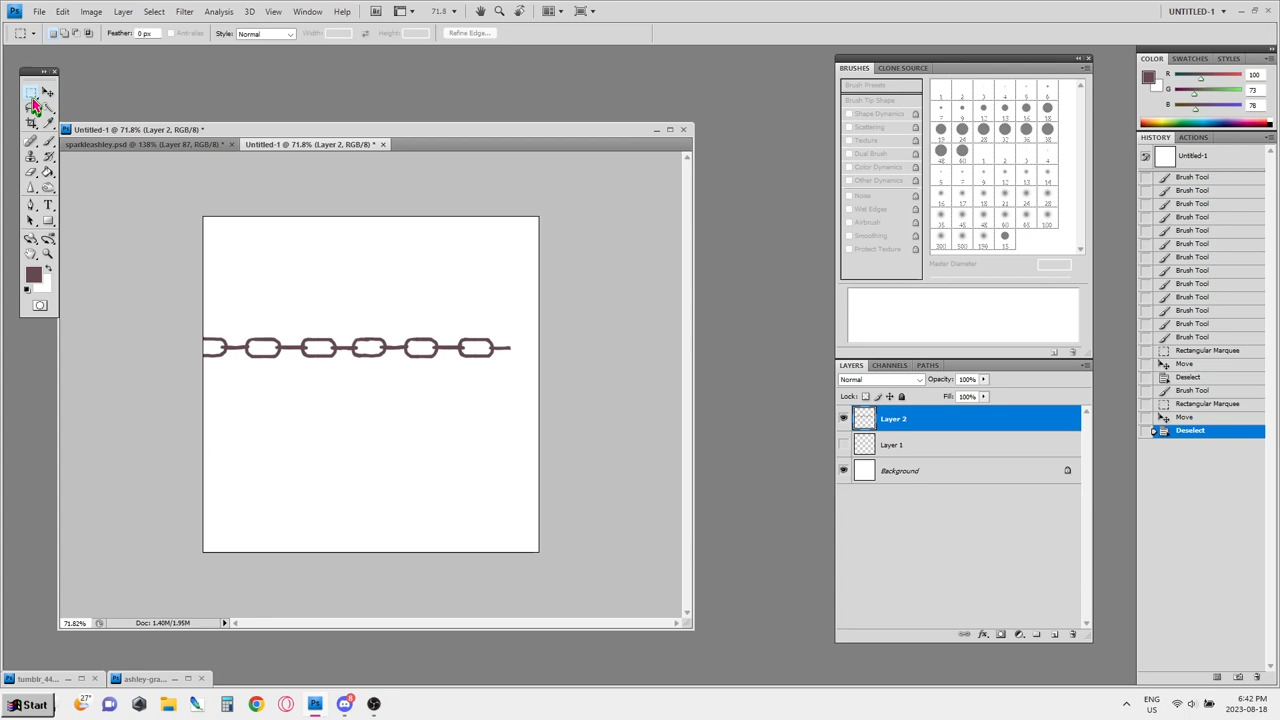 File Edit Image Layer Select Filter Analysis 3D View Window Help 71.8 UNTITLED-1
Feather: 0 px Anti-alias Style: Normal Width: Height: Refine Edge...
Untitled-1 @ 71.8% (Layer 2, RGB/8) *
sparkleashley.psd @ 138% (Layer 87, RGB/8) * Untitled-1 @ 71.8% (Layer 2, RGB/8) *
71.82% Doc: 1.40M/1.95M
tumblr_44... ashley-gra...
BRUSHES CLONE SOURCE
Brush Presets
Brush Tip Shape
Shape Dynamics
Scattering
Texture
Dual Brush
Color Dynamics
Other Dynamics
Noise
Wet Edges
Airbrush
Smoothing
Protect Texture
Master Diameter
LAYERS CHANNELS PATHS
Normal Opacity: 100%
Lock: Fill: 100%
Layer 2
Layer 1
Background
COLOR SWATCHES STYLES
R 100
G 73
B 78
HISTORY ACTIONS
Untitled-1
Brush Tool
Brush Tool
Brush Tool
Brush Tool
Brush Tool
Brush Tool
Brush Tool
Brush Tool
Brush Tool
Brush Tool
Brush Tool
Brush Tool
Brush Tool
Rectangular Marquee
Move
Deselect
Brush Tool
Rectangular Marquee
Move
Deselect
Start 27° ENG US 6:42 PM 2023-08-18